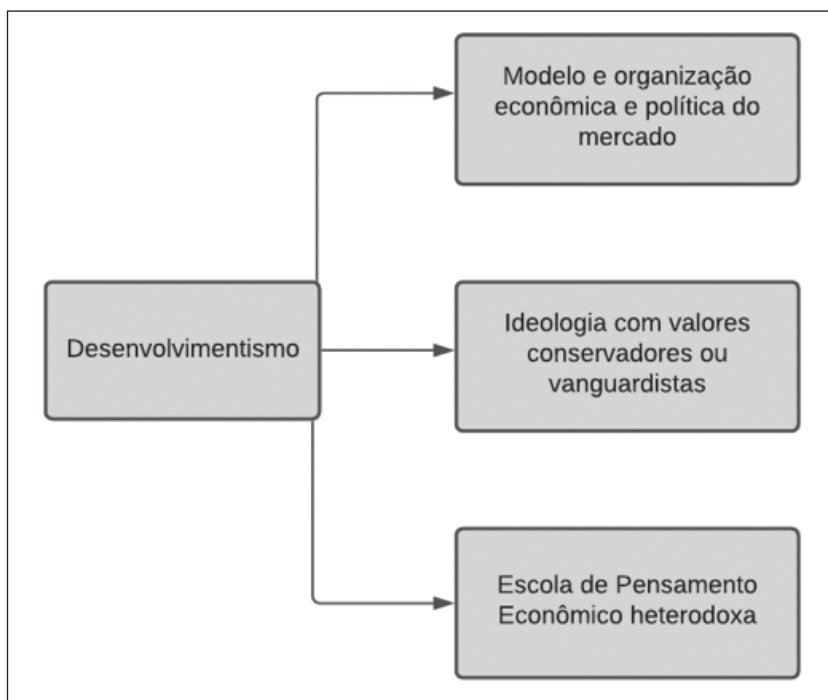 Modelo e organização
econômica e política do
mercado
Desenvolvimentismo
Ideologia com valores
conservadores ou
vanguardistas
Escola de Pensamento
Econômico heterodoxa